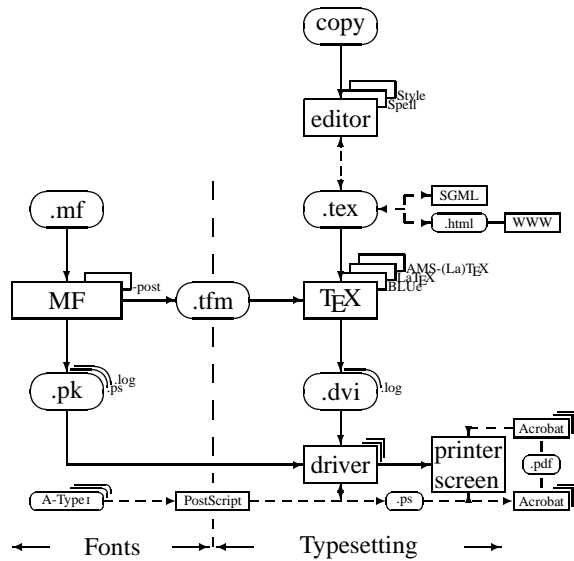 copy
Style
Spell
editor
SGML
.mf
.tex
.html
WWW
AMS-(La)TEX
LaTEX
BLUe
-post
MF
.tfm
TEX
.log
.ps
.pk
.dvi
.log
Acrobat
printer
screen
driver
.pdf
A-Type1
PostScript
.ps
Acrobat
Fonts
Typesetting